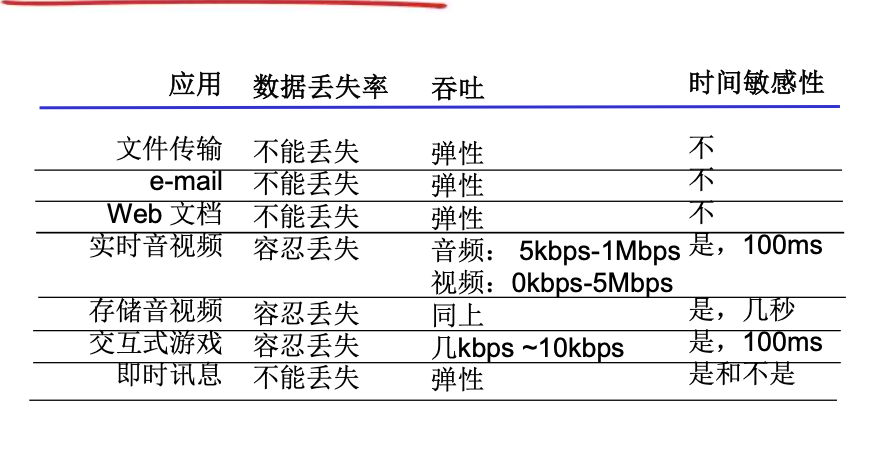 应用 数据丢失率 吞吐 时间敏感性
文件传输 不能丢失 弹性 不
e-mail 不能丢失 弹性 不
Web 文档 不能丢失 弹性 不
实时音视频 容忍丢失 音频： 5kbps-1Mbps 是，100ms
视频：0kbps-5Mbps
存储音视频 容忍丢失 同上 是，几秒
交互式游戏 容忍丢失 几kbps ~10kbps 是，100ms
即时讯息 不能丢失 弹性 是和不是